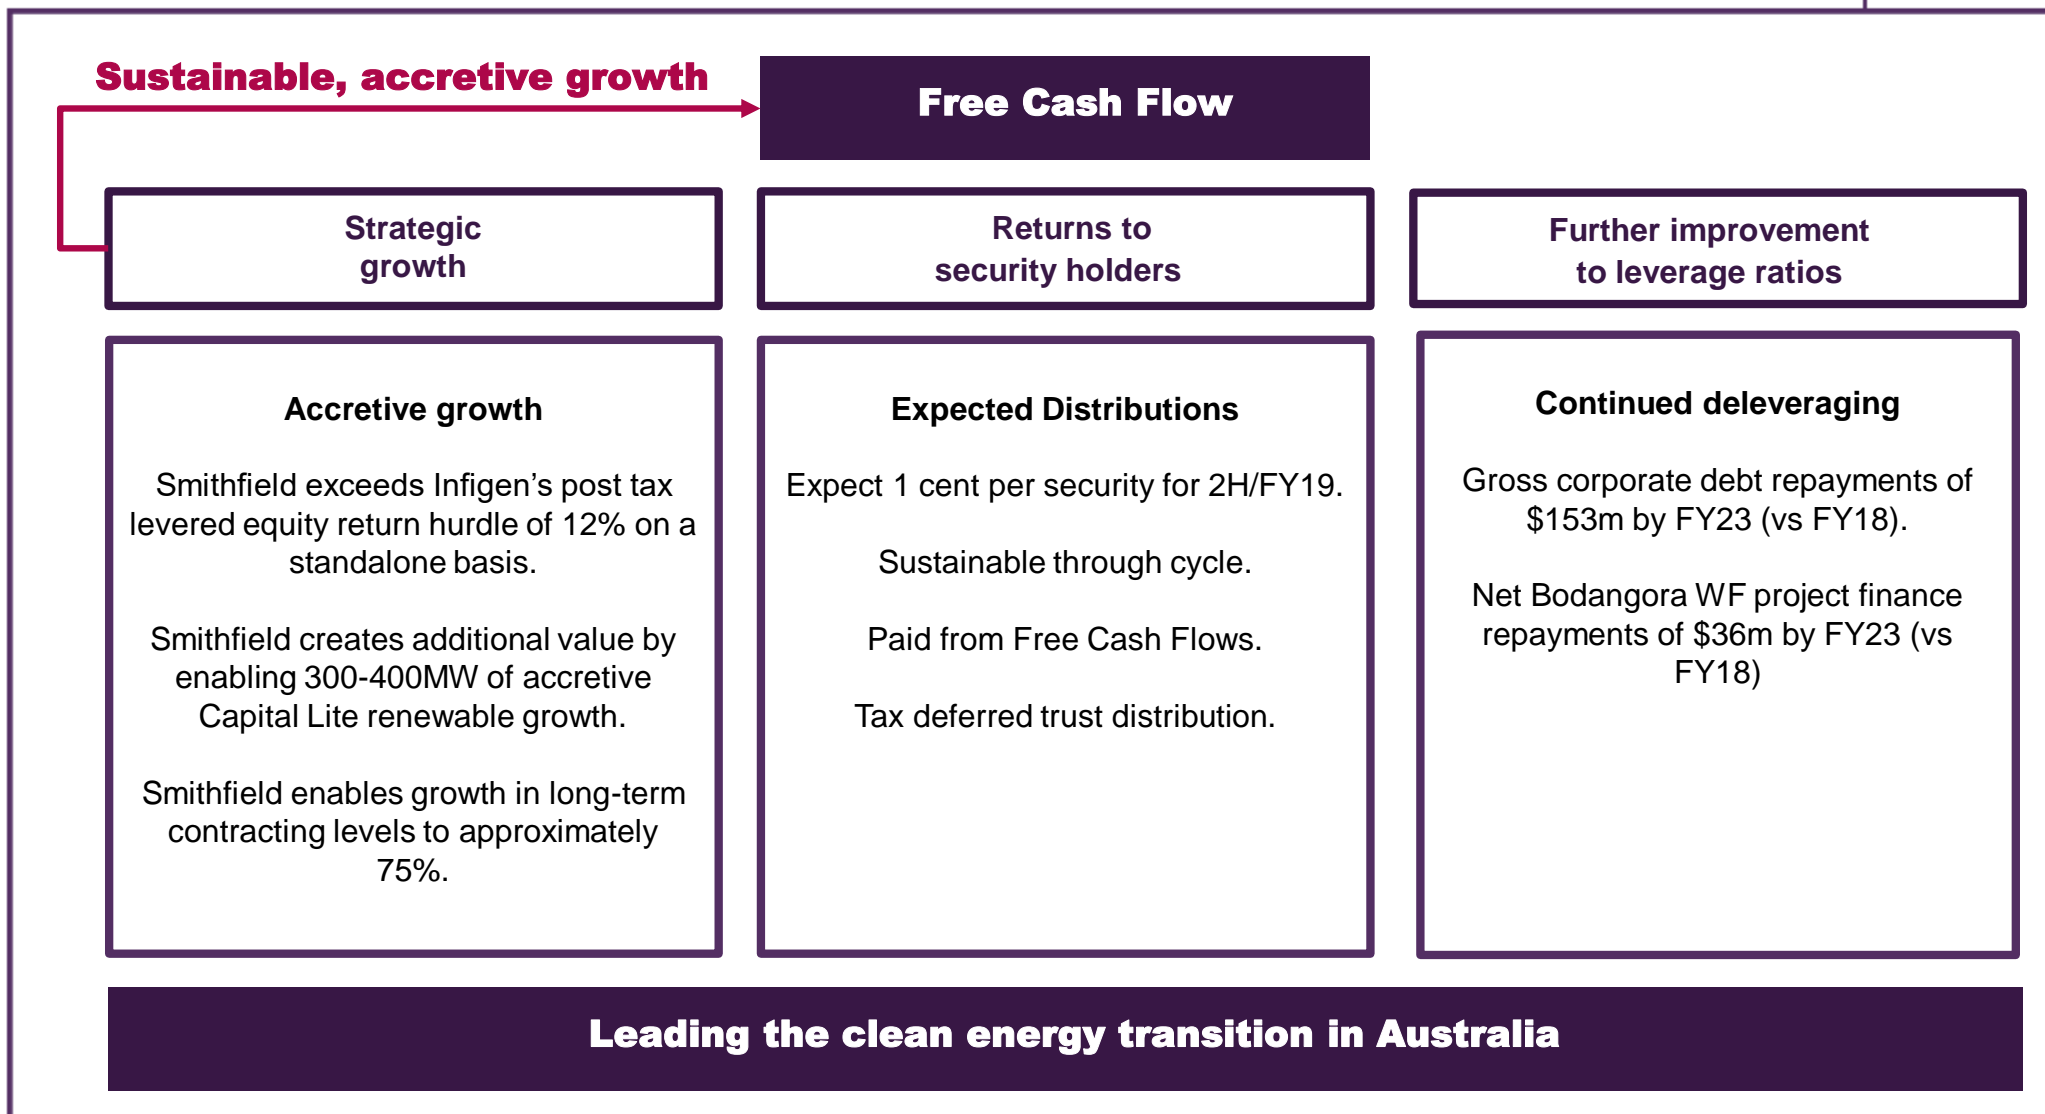 Sustainable, accretive growth
Free Cash Flow
Strategic
growth
Returns to
security holders
Further improvement
to leverage ratios
Accretive growth
Smithfield exceeds Infigen’s post tax
levered equity return hurdle of 12% on a
standalone basis.
Smithfield creates additional value by
enabling 300-400MW of accretive
Capital Lite renewable growth.
Smithfield enables growth in long-term
contracting levels to approximately
75%.
Expected Distributions
Expect 1 cent per security for 2H/FY19.
Sustainable through cycle.
Paid from Free Cash Flows.
Tax deferred trust distribution.
Continued deleveraging
Gross corporate debt repayments of
$153m by FY23 (vs FY18).
Net Bodangora WF project finance
repayments of $36m by FY23 (vs
FY18)
Leading the clean energy transition in Australia